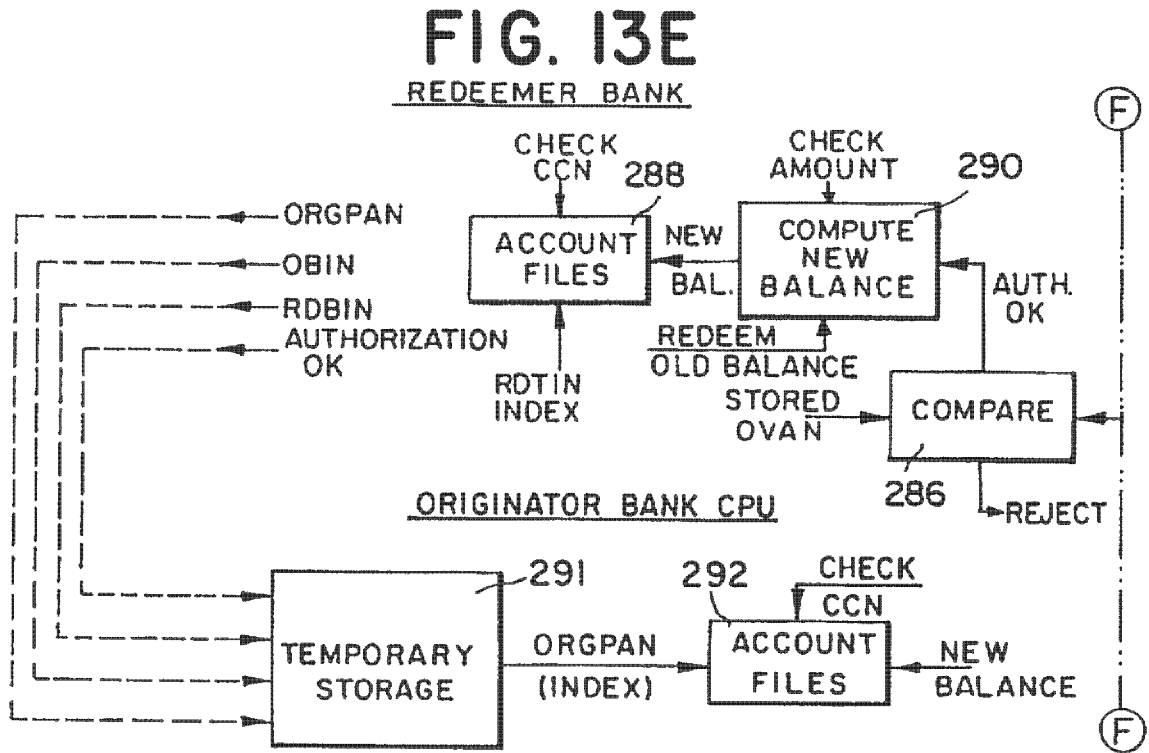 FIG. 13E
REDEEMER BANK
F
CHECK
CCN
288
CHECK
AMOUNT
290
ORGPAN
OBIN
RDBIN
AUTHORIZATION
OK
ACCOUNT
FILES
NEW
BAL.
COMPUTE
NEW
BALANCE
AUTH.
OK
RDTIN
INDEX
REDEEM
OLD BALANCE
STORED
OVAN
COMPARE
286
REJECT
ORIGINATOR BANK CPU
291
TEMPORARY
STORAGE
ORGPAN
(INDEX)
292
CHECK
CCN
ACCOUNT
FILES
NEW
BALANCE
F